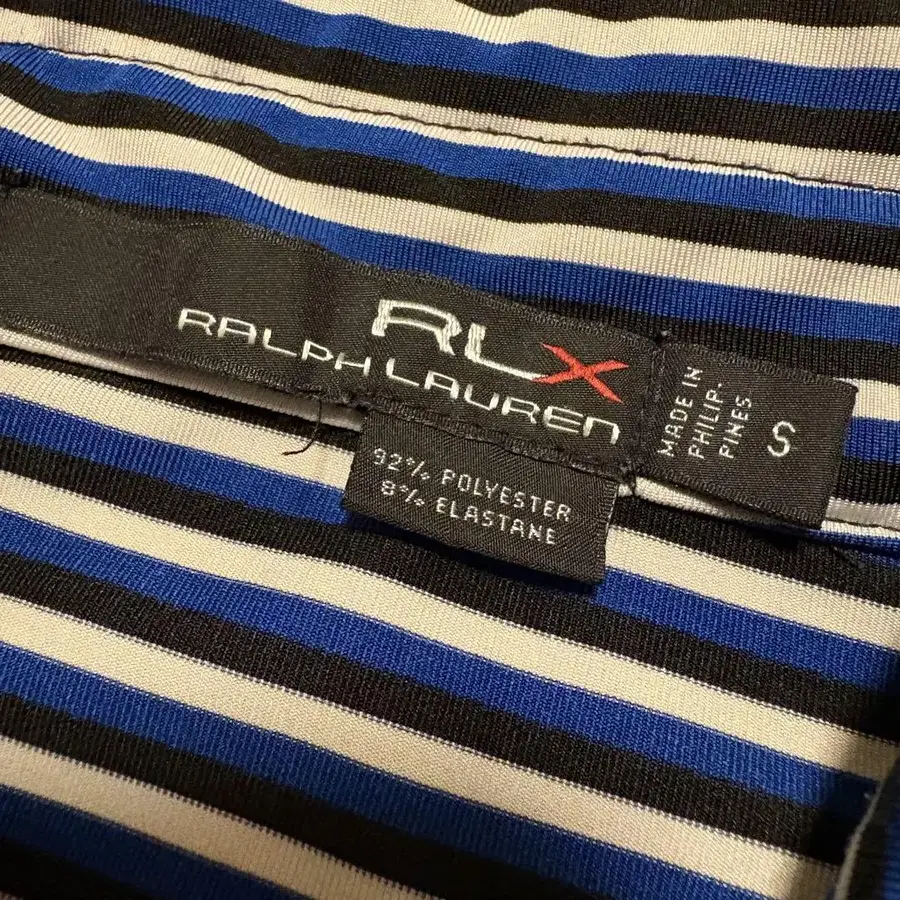 RLX
RALPH LAUREN
MADE IN
PHILIP.
PINES
S
92% POLYESTER
8% ELASTANE